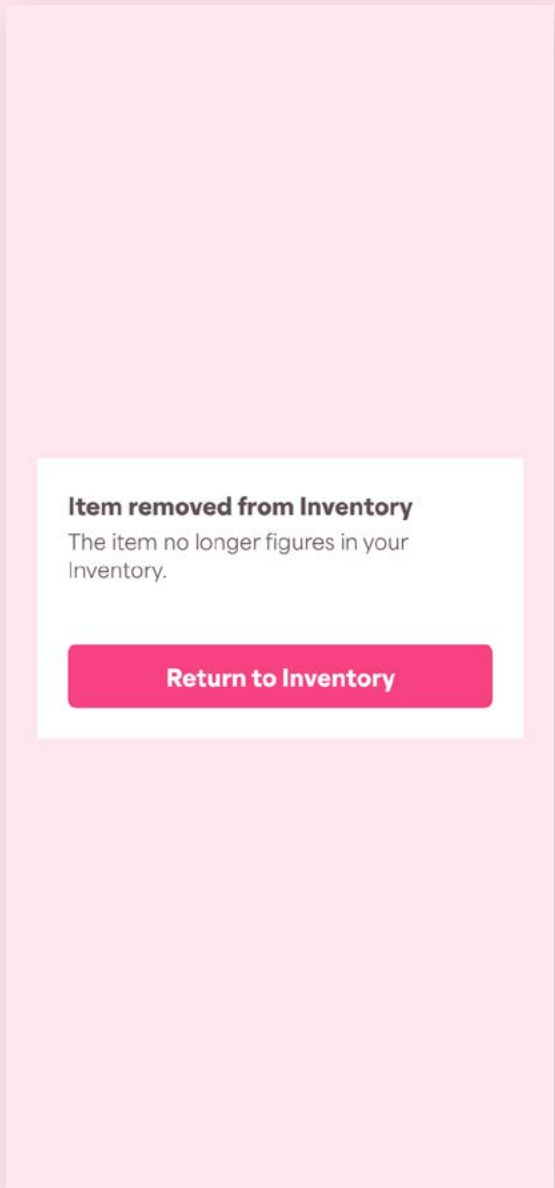 Item removed from Inventory
The item no longer figures in your
Inventory.
Return to Inventory